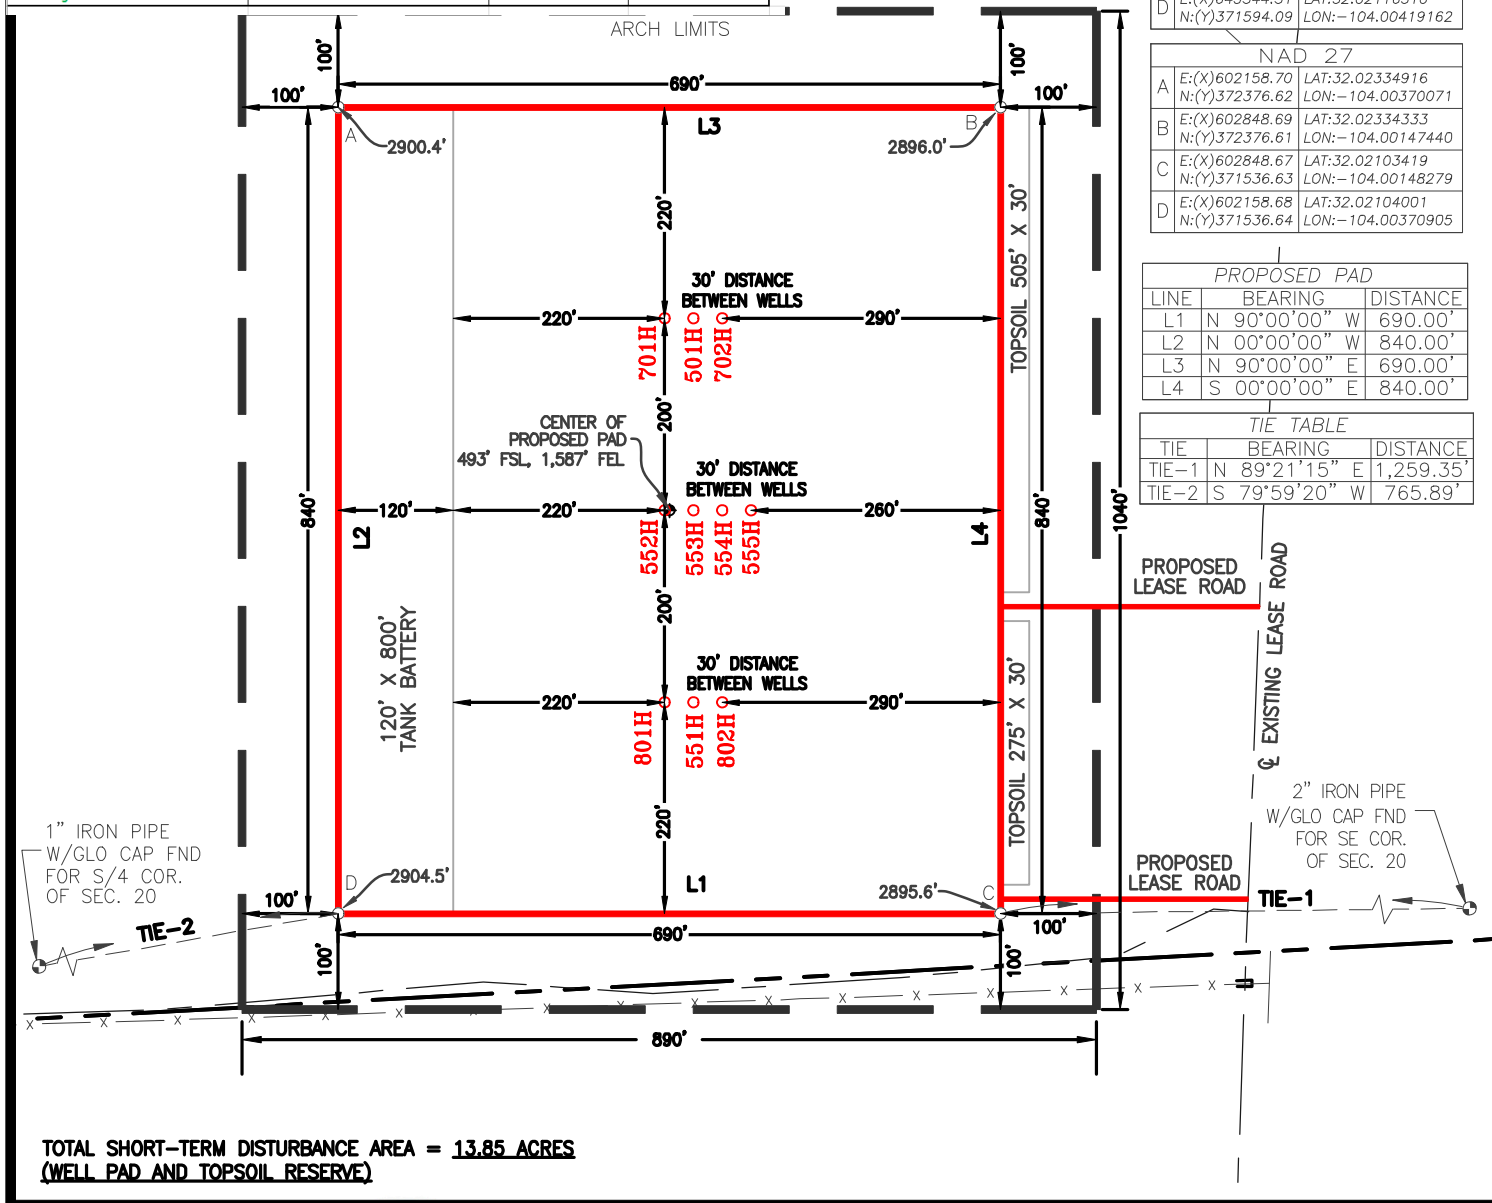 ARCH LIMITS
D
N:(Y)371594.09 LON:-104.00419162
NAD 27
A E:(X)602158.70 LAT:32.02334916
N:(Y)372376.62 LON:-104.00370071
B E:(X)602848.69 LAT:32.02334333
N:(Y)372376.61 LON:-104.00147440
C E:(X)602848.67 LAT:32.02103419
N:(Y)371536.63 LON:-104.00148279
D E:(X)602158.68 LAT:32.02104001
N:(Y)371536.64 LON:-104.00370905
PROPOSED PAD
LINE BEARING DISTANCE
L1 N 90°00'00" W 690.00'
L2 N 00°00'00" W 840.00'
L3 N 90°00'00" E 690.00'
L4 S 00°00'00" E 840.00'
TIE TABLE
TIE BEARING DISTANCE
TIE-1 N 89°21'15" E 1,259.35'
TIE-2 S 79°59'20" W 765.89'
100'
100'
690'
100'
100'
A
2900.4'
L3
B
2896.0'
220'
TOPSOIL 505' X 30'
30' DISTANCE
BETWEEN WELLS
220'
290'
701H
501H
702H
200'
CENTER OF
PROPOSED PAD
493' FSL, 1,587' FEL
30' DISTANCE
BETWEEN WELLS
840'
120'
220'
260'
840'
1040'
L2
L4
552H
553H
554H
555H
200'
PROPOSED
LEASE ROAD
℄ EXISTING LEASE ROAD
120' X 800'
TANK BATTERY
30' DISTANCE
BETWEEN WELLS
220'
290'
801H
551H
802H
TOPSOIL 275' X 30'
220'
1" IRON PIPE
W/GLO CAP FND
FOR S/4 COR.
OF SEC. 20
2" IRON PIPE
W/GLO CAP FND
FOR SE COR.
OF SEC. 20
PROPOSED
LEASE ROAD
D
2904.5'
L1
2895.6'
C
TIE-1
100'
100'
TIE-2
690'
100'
100'
X X X X X X X X X X X X X X X X X
890'
TOTAL SHORT-TERM DISTURBANCE AREA = 13.85 ACRES
(WELL PAD AND TOPSOIL RESERVE)